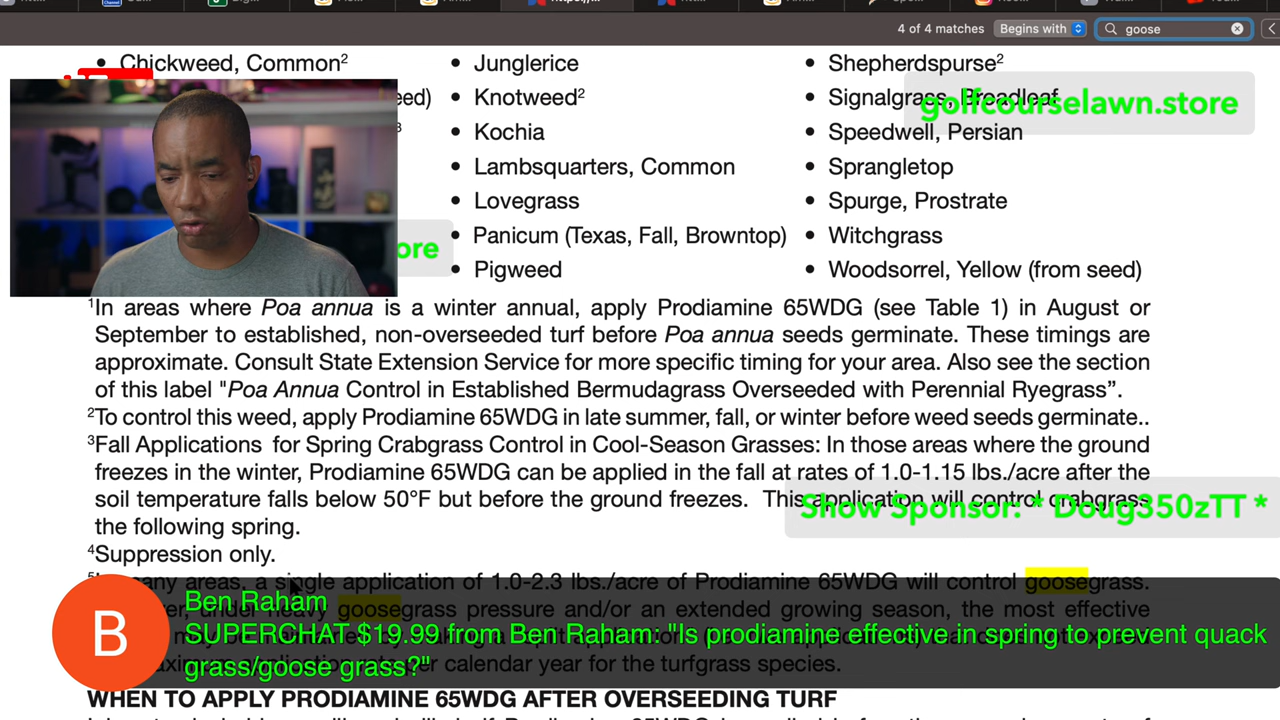 4 of 4 matches Begins with goose
Chickweed, Common2 Junglerice Shepherdspurse2
eed) Knotweed2 Signalgrass, Broadleaf
golfcourselawn.store
3 Kochia Speedwell, Persian
Lambsquarters, Common Sprangletop
Lovegrass Spurge, Prostrate
ore Panicum (Texas, Fall, Browntop) Witchgrass
Pigweed Woodsorrel, Yellow (from seed)
1In areas where Poa annua is a winter annual, apply Prodiamine 65WDG (see Table 1) in August or
September to established, non-overseeded turf before Poa annua seeds germinate. These timings are
approximate. Consult State Extension Service for more specific timing for your area. Also see the section
of this label "Poa Annua Control in Established Bermudagrass Overseeded with Perennial Ryegrass”.
2To control this weed, apply Prodiamine 65WDG in late summer, fall, or winter before weed seeds germinate..
3Fall Applications for Spring Crabgrass Control in Cool-Season Grasses: In those areas where the ground
freezes in the winter, Prodiamine 65WDG can be applied in the fall at rates of 1.0-1.15 lbs./acre after the
soil temperature falls below 50°F but before the ground freezes. This application will control crabgrass
Show Sponsor: * Doug350zTT *
the following spring.
4Suppression only.
many areas, a single application of 1.0-2.3 lbs./acre of Prodiamine 65WDG will control goosegrass.
goosegrass pressure and/or an extended growing season, the most effective
B Ben Raham
SUPERCHAT $19.99 from Ben Raham: "Is prodiamine effective in spring to prevent quack
grass/goose grass?"
per calendar year for the turfgrass species.
WHEN TO APPLY PRODIAMINE 65WDG AFTER OVERSEEDING TURF